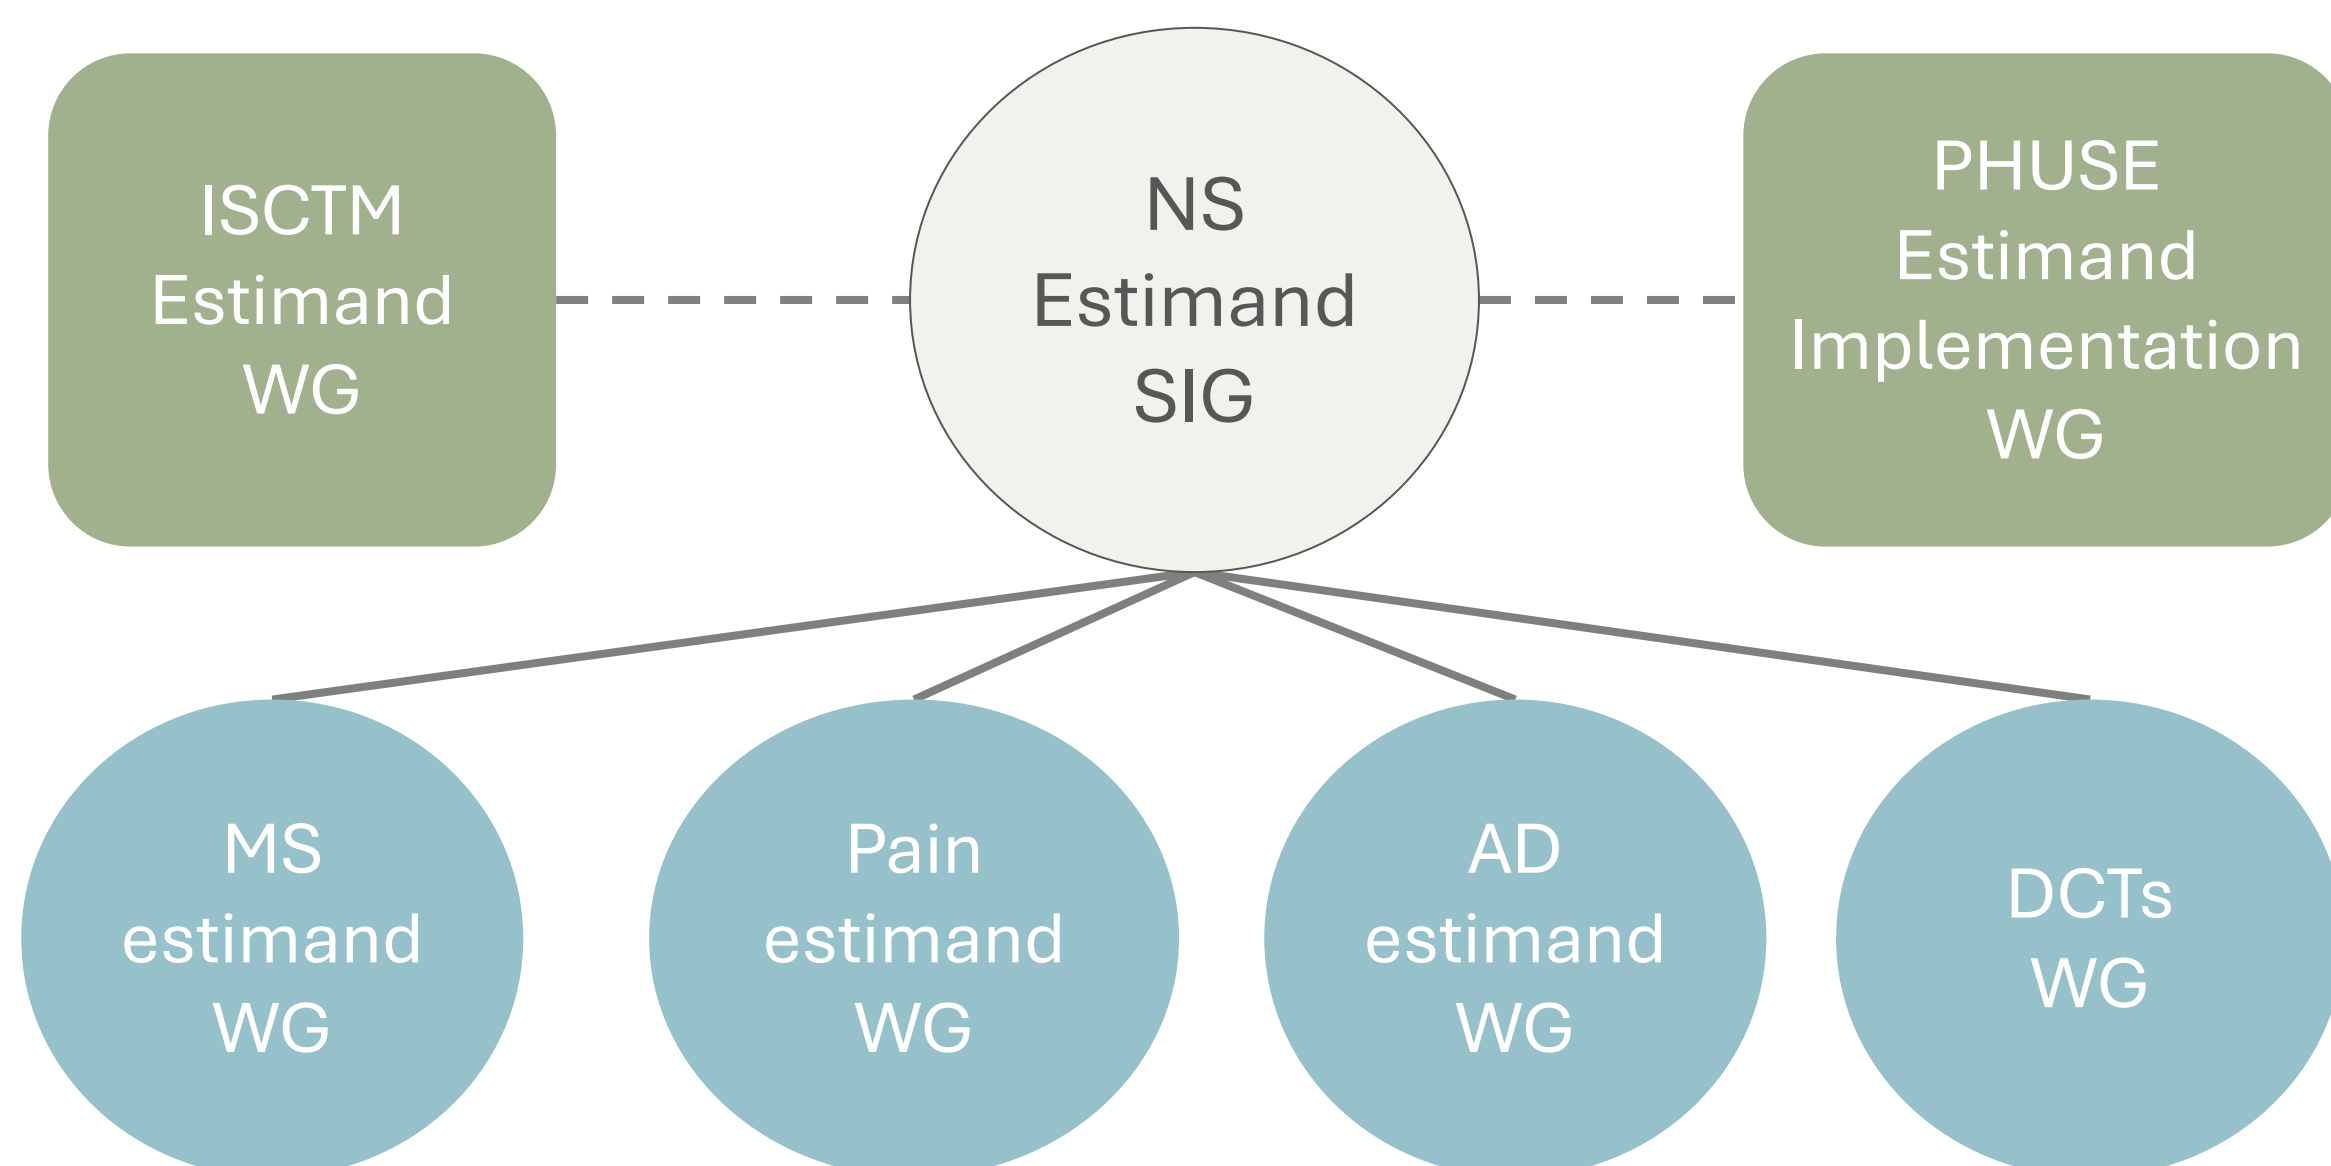 ISCTM
Estimand
WG
NS
Estimand
SIG
PHUSE
Estimand
Implementation
WG
MS
estimand
WG
Pain
estimand
WG
AD
estimand
WG
DCTs
WG